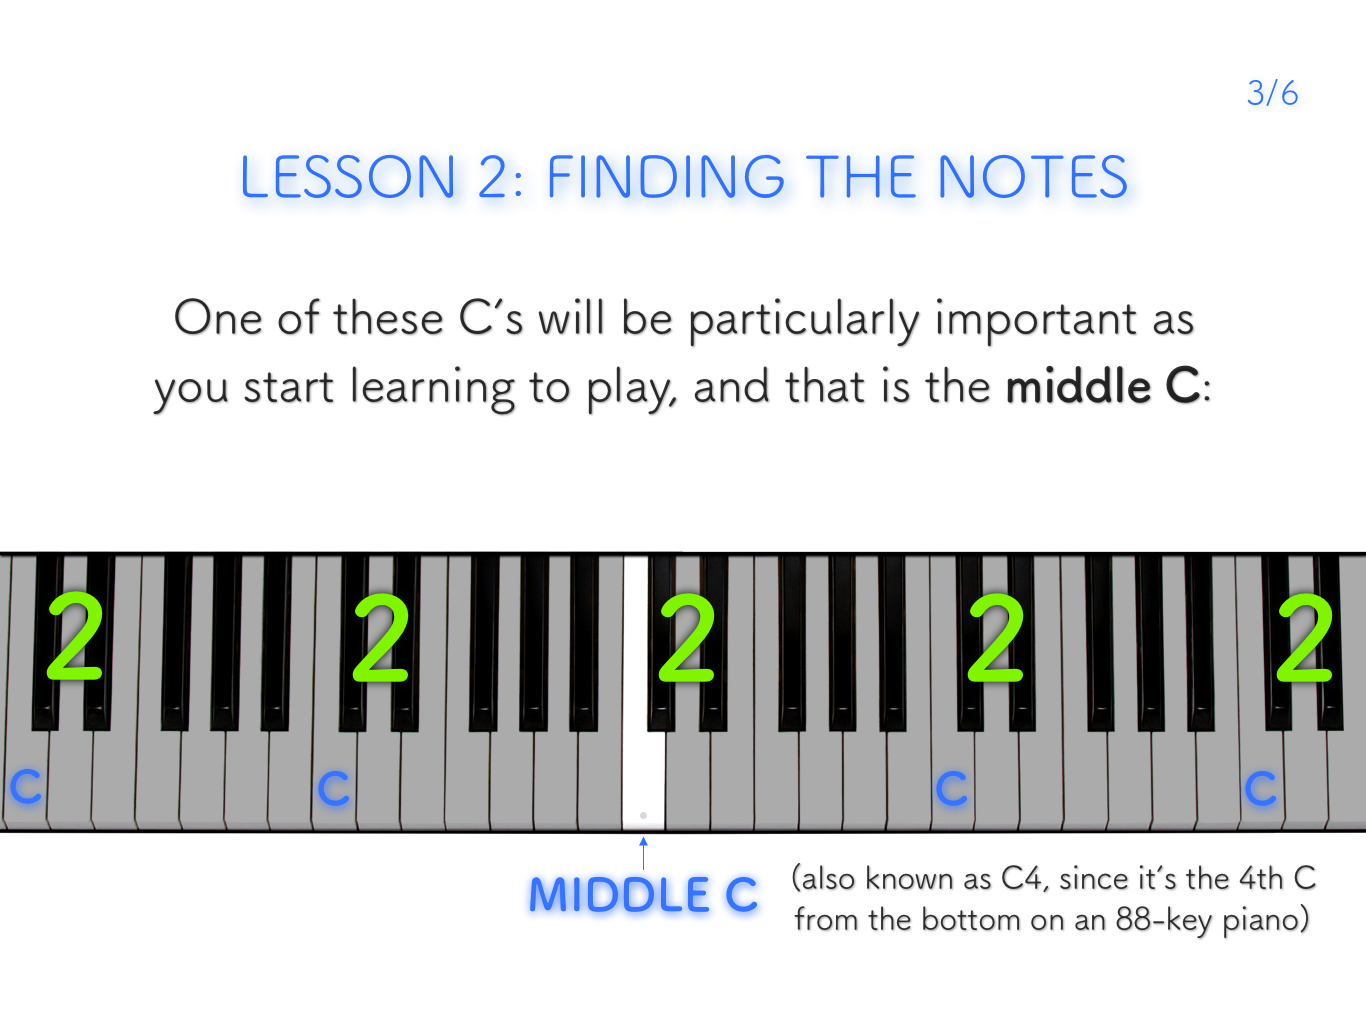 3/6
LESSON 2: FINDING THE NOTES
One of these C's will be particularly important as
you start learning to play, and that is the middle C:
2 2 2 2 2
C C C C
MIDDLE C
(also known as C4, since it's the 4th C
from the bottom on an 88-key piano)